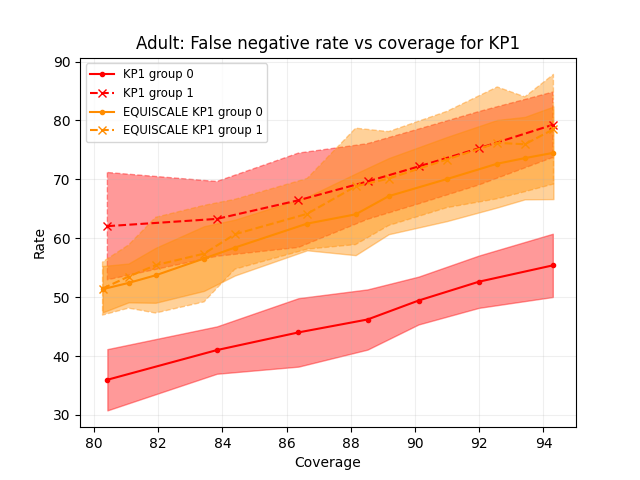 Adult: False negative rate vs coverage for KP1
KP1 group 0
KP1 group 1
EQUISCALE KP1 group 0
EQUISCALE KP1 group 1
90
80
70
60
50
40
30
Rate
80 82 84 86 88 90 92 94
Coverage